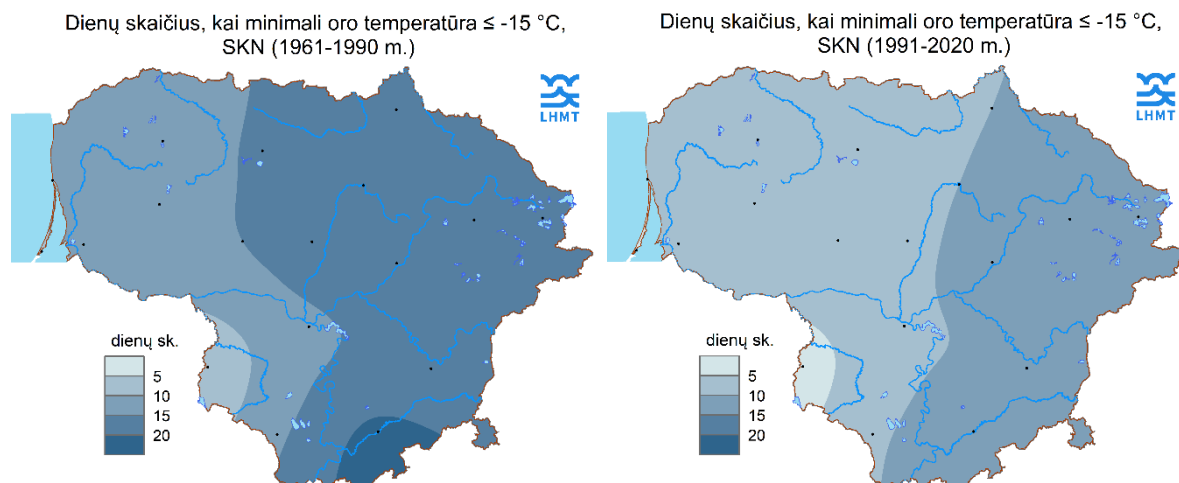 Dienų skaičius, kai minimali oro temperatūra ≤ -15 °C,
SKN (1961-1990 m.)
LHMT
dienų sk.
5
10
15
20
Dienų skaičius, kai minimali oro temperatūra ≤ -15 °C,
SKN (1991-2020 m.)
LHMT
dienų sk.
5
10
15
20